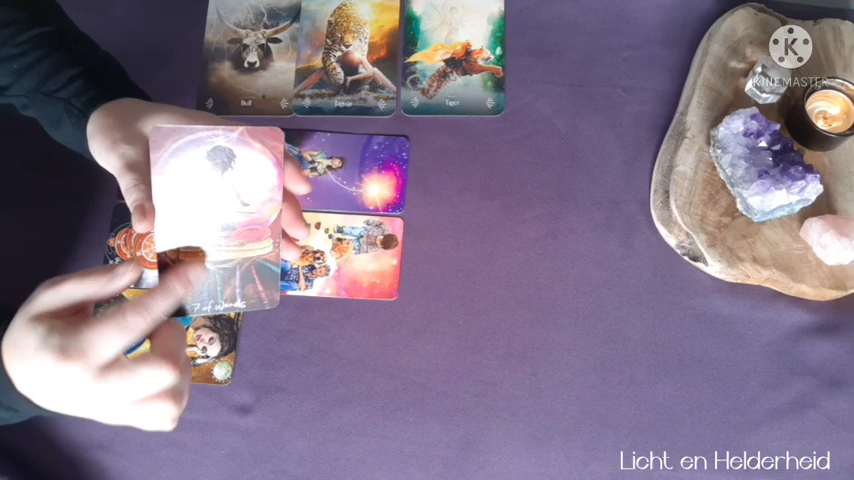 Bull
Jaguar
Tiger
KINEMASTER
7 of Wands
Licht en Helderheid